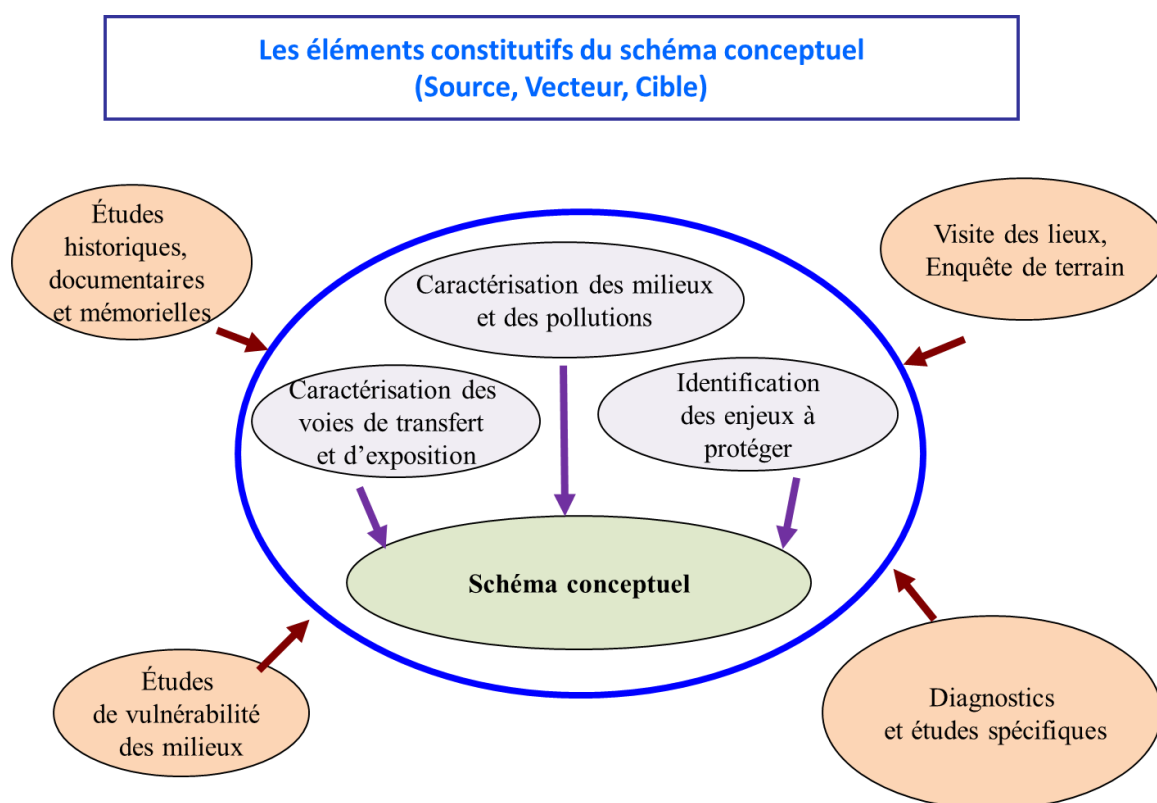 Les éléments constitutifs du schéma conceptuel
(Source, Vecteur, Cible)
Études
historiques,
documentaires
et mémorielles
Visite des lieux,
Enquête de terrain
Caractérisation des milieux
et des pollutions
Caractérisation des
voies de transfert
et d'exposition
Identification
des enjeux à
protéger
Schéma conceptuel
Études
de vulnérabilité
des milieux
Diagnostics
et études spécifiques